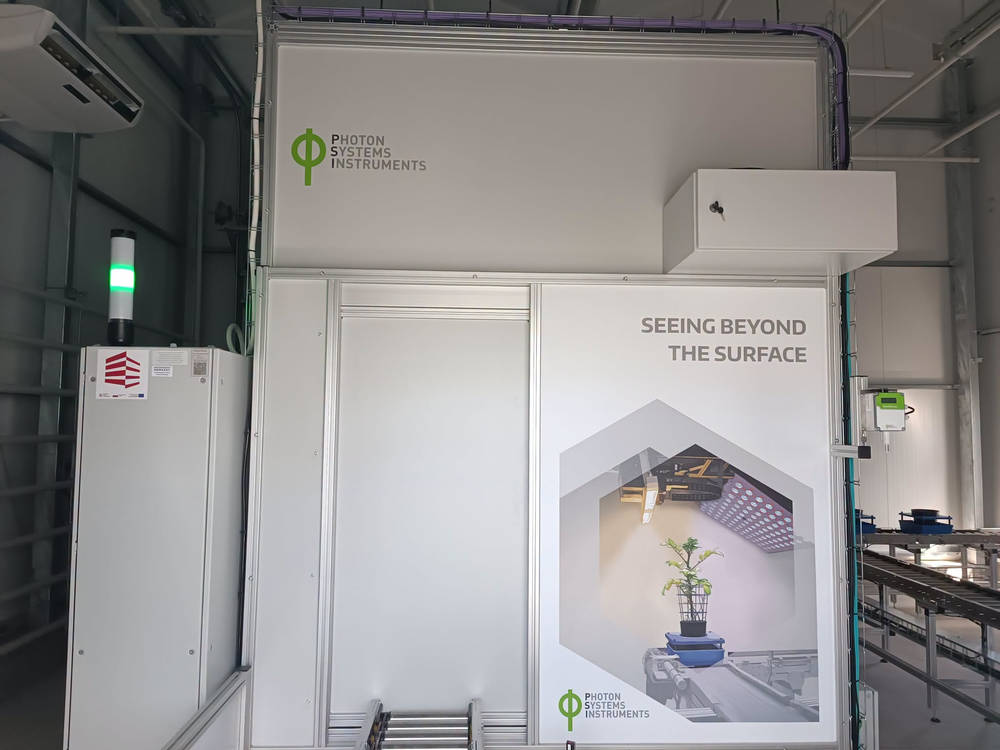 PHOTON
SYSTEMS
INSTRUMENTS
SEEING BEYOND
THE SURFACE
MERAZET
PHOTON
SYSTEMS
INSTRUMENTS